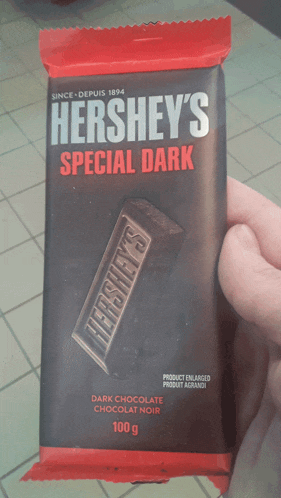 SINCE • DEPUIS 1894
HERSHEY'S
SPECIAL DARK
HERSHEY'S
PRODUCT ENLARGED
PRODUIT AGRANDI
DARK CHOCOLATE
CHOCOLAT NOIR
100 g